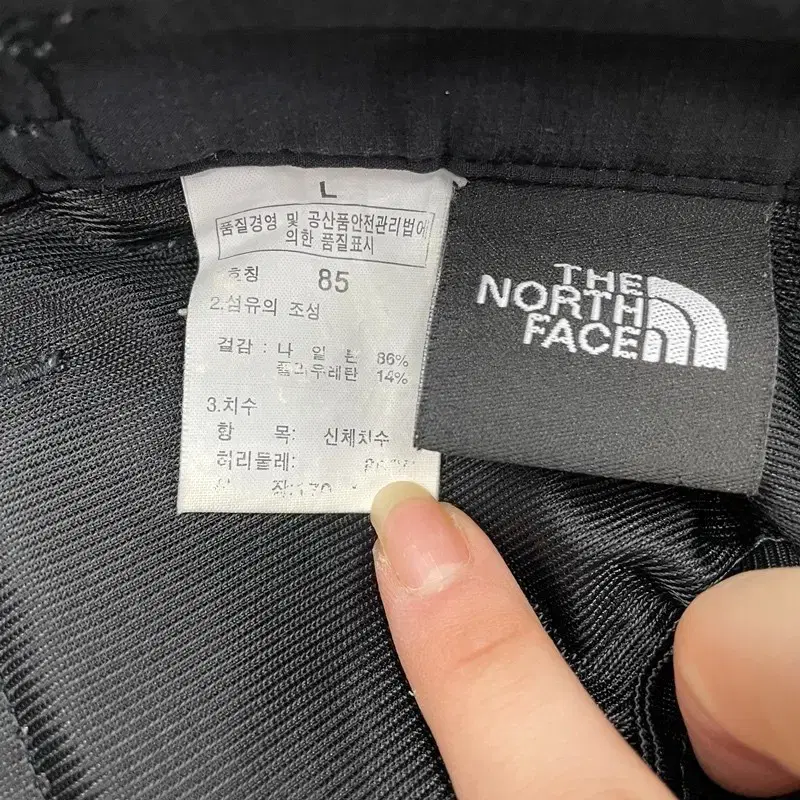 L
품질경영 및 공산품안전관리법에
의한 품질표시
호칭 85
2.섬유의 조성
겉감 : 나 일 론 86%
폴리우레탄 14%
3.치수
항 목: 신체치수
허리둘레:
THE
NORTH
FACE